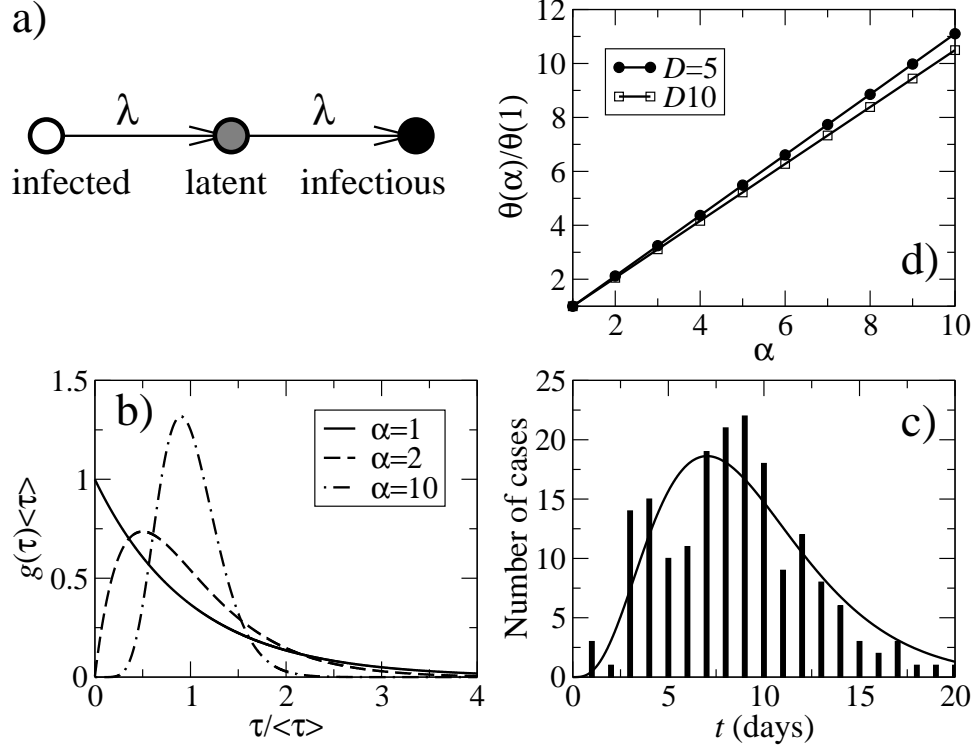 a)
λ λ
infected latent infectious
12
10
8
6
4
2
θ(α)/θ(1)
D=5
D10
d)
2 4 6 8 10
α
1.5
1
0.5
0
g(τ)<τ>
b)
α=1
α=2
α=10
0 1 2 3 4
τ/<τ>
25
20
15
10
5
0
Number of cases
c)
0 5 10 15 20
t (days)